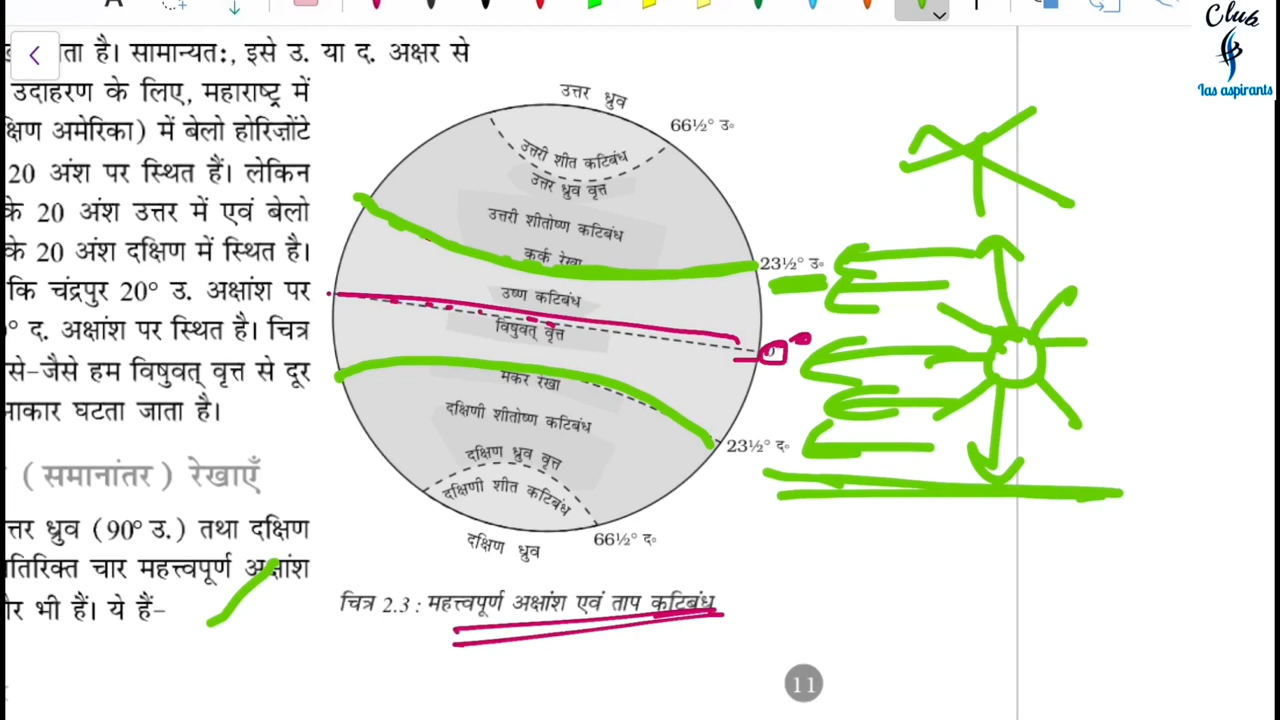 Club
Ias aspirants
ता है। सामान्यत:, इसे उ. या द. अक्षर से
उदाहरण के लिए, महाराष्ट्र में
क्षिण अमेरिका) में बेलो होरिज़ोंटे
20 अंश पर स्थित हैं। लेकिन
के 20 अंश उत्तर में एवं बेलो
के 20 अंश दक्षिण में स्थित है।
कि चंद्रपुर 20° उ. अक्षांश पर
° द. अक्षांश पर स्थित है। चित्र
से-जैसे हम विषुवत् वृत्त से दूर
आकार घटता जाता है।
( समानांतर ) रेखाएँ
त्तर ध्रुव (90° उ.) तथा दक्षिण
तिरिक्त चार महत्त्वपूर्ण अक्षांश
र भी हैं। ये हैं-
उत्तर ध्रुव
66½° उ॰
उत्तरी शीत कटिबंध
उत्तर ध्रुव वृत्त
उत्तरी शीतोष्ण कटिबंध
कर्क रेखा
23½° उ॰
उष्ण कटिबंध
विषुवत् वृत्त
मकर रेखा
दक्षिणी शीतोष्ण कटिबंध
23½° द॰
दक्षिण ध्रुव वृत्त
दक्षिणी शीत कटिबंध
66½° द॰
दक्षिण ध्रुव
चित्र 2.3 : महत्त्वपूर्ण अक्षांश एवं ताप कटिबंध
11